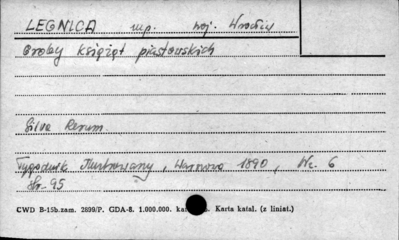 LEGNICA woj. Wrocław
Groby Książąt piastowskich
Silva Rerum
Tygodnik Ilustrowany, Warszawa 1890, Nr. 6
str. 95
CWD B-15b.zam. 2899/P. GDA-8. 1.000.000. Karta katal. (z liniat.)